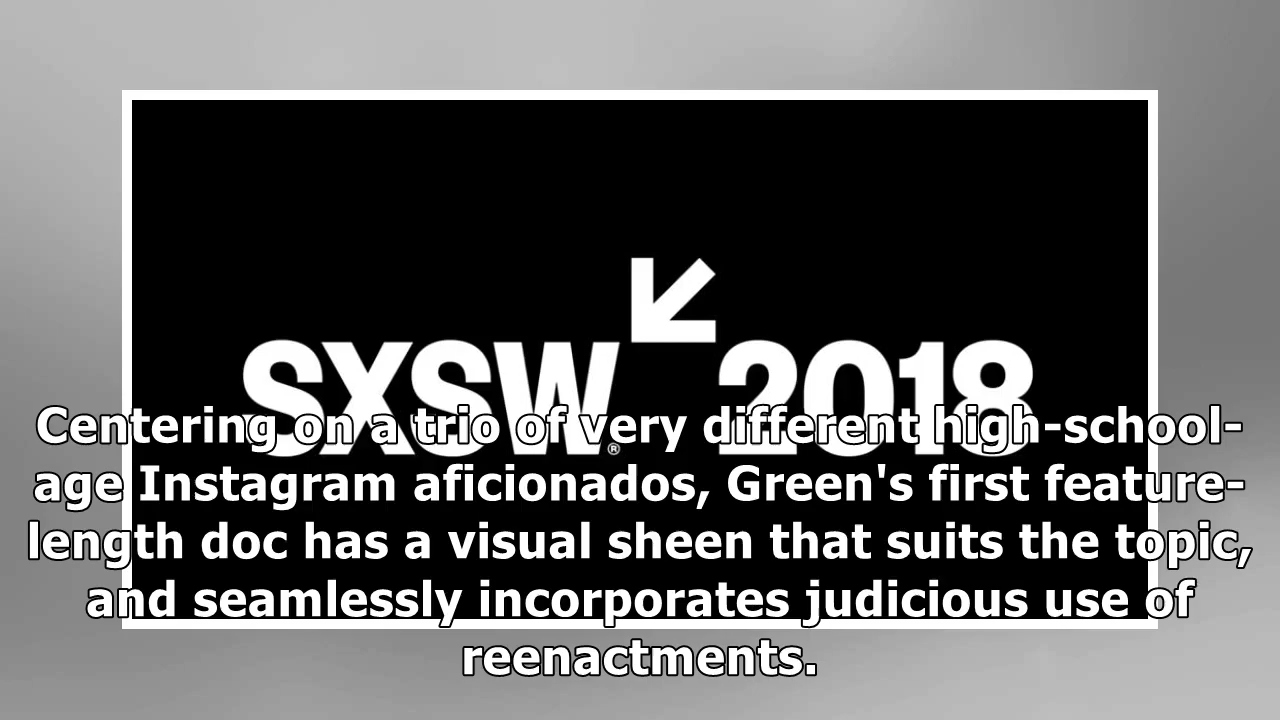 SXSW® 2018
Centering on a trio of very different high-school-
age Instagram aficionados, Green's first feature-
length doc has a visual sheen that suits the topic,
and seamlessly incorporates judicious use of
reenactments.